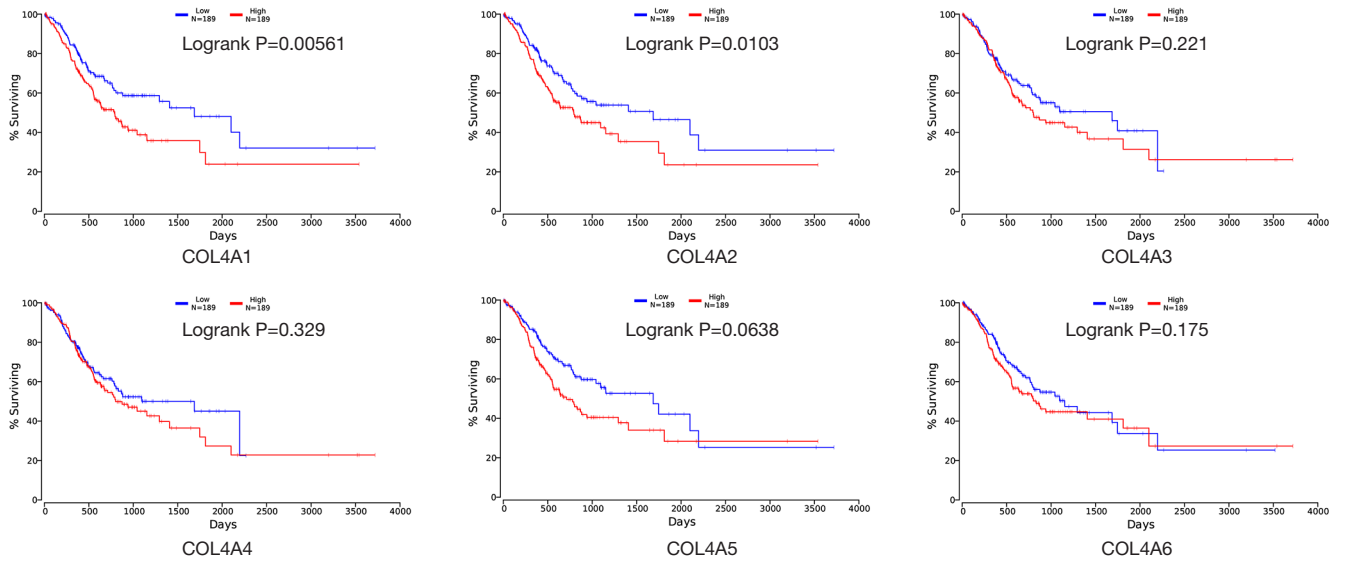 Low High
N=189 N=189
Logrank P=0.00561
% Surviving
100
80
60
40
20
0
0 500 1000 1500 2000 2500 3000 3500 4000
Days
COL4A1
Low High
N=189 N=189
Logrank P=0.0103
% Surviving
100
80
60
40
20
0
0 500 1000 1500 2000 2500 3000 3500 4000
Days
COL4A2
Low High
N=189 N=189
Logrank P=0.221
% Surviving
100
80
60
40
20
0
0 500 1000 1500 2000 2500 3000 3500 4000
Days
COL4A3
Low High
N=189 N=189
Logrank P=0.329
% Surviving
100
80
60
40
20
0
0 500 1000 1500 2000 2500 3000 3500 4000
Days
COL4A4
Low High
N=189 N=189
Logrank P=0.0638
% Surviving
100
80
60
40
20
0
0 500 1000 1500 2000 2500 3000 3500 4000
Days
COL4A5
Low High
N=189 N=189
Logrank P=0.175
% Surviving
100
80
60
40
20
0
0 500 1000 1500 2000 2500 3000 3500 4000
Days
COL4A6